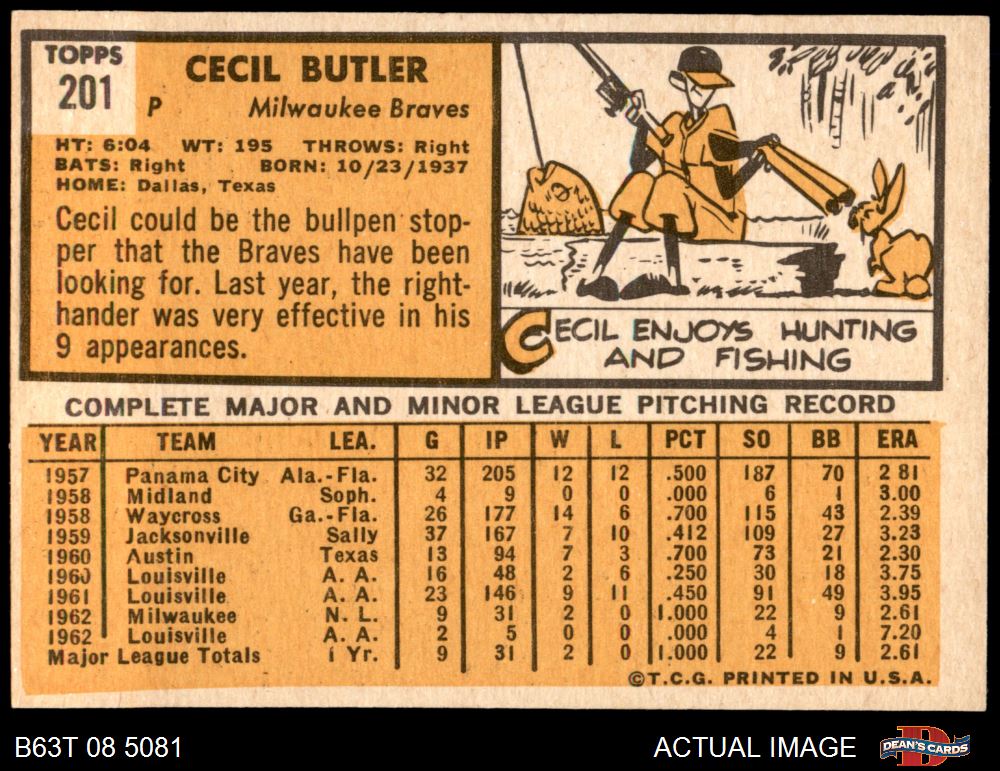 TOPPS
201
CECIL BUTLER
P Milwaukee Braves
HT: 6:04 WT: 195 THROWS: Right
BATS: Right BORN: 10/23/1937
HOME: Dallas, Texas
Cecil could be the bullpen stop-
per that the Braves have been
looking for. Last year, the right-
hander was very effective in his
9 appearances.
CECIL ENJOYS HUNTING
AND FISHING
COMPLETE MAJOR AND MINOR LEAGUE PITCHING RECORD
YEAR TEAM LEA. G IP W L PCT SO BB ERA
1957 Panama City Ala.-Fla. 32 205 12 12 .500 187 70 2 81
1958 Midland Soph. 4 9 0 0 .000 6 1 3.00
1958 Waycross Ga.-Fla. 26 177 14 6 .700 115 43 2.39
1959 Jacksonville Sally 37 167 7 10 .412 109 27 3.23
1960 Austin Texas 13 94 7 3 .700 73 21 2.30
1960 Louisville A. A. 16 48 2 6 .250 30 18 3.75
1961 Louisville A. A. 23 146 9 11 .450 91 49 3.95
1962 Milwaukee N. L. 9 31 2 0 1.000 22 9 2.61
1962 Louisville A. A. 2 5 0 0 .000 4 1 7.20
Major League Totals 1 Yr. 9 31 2 0 1.000 22 9 2.61
©T.C.G. PRINTED IN U.S.A.
B63T 08 5081
ACTUAL IMAGE
D
DEAN'S CARDS